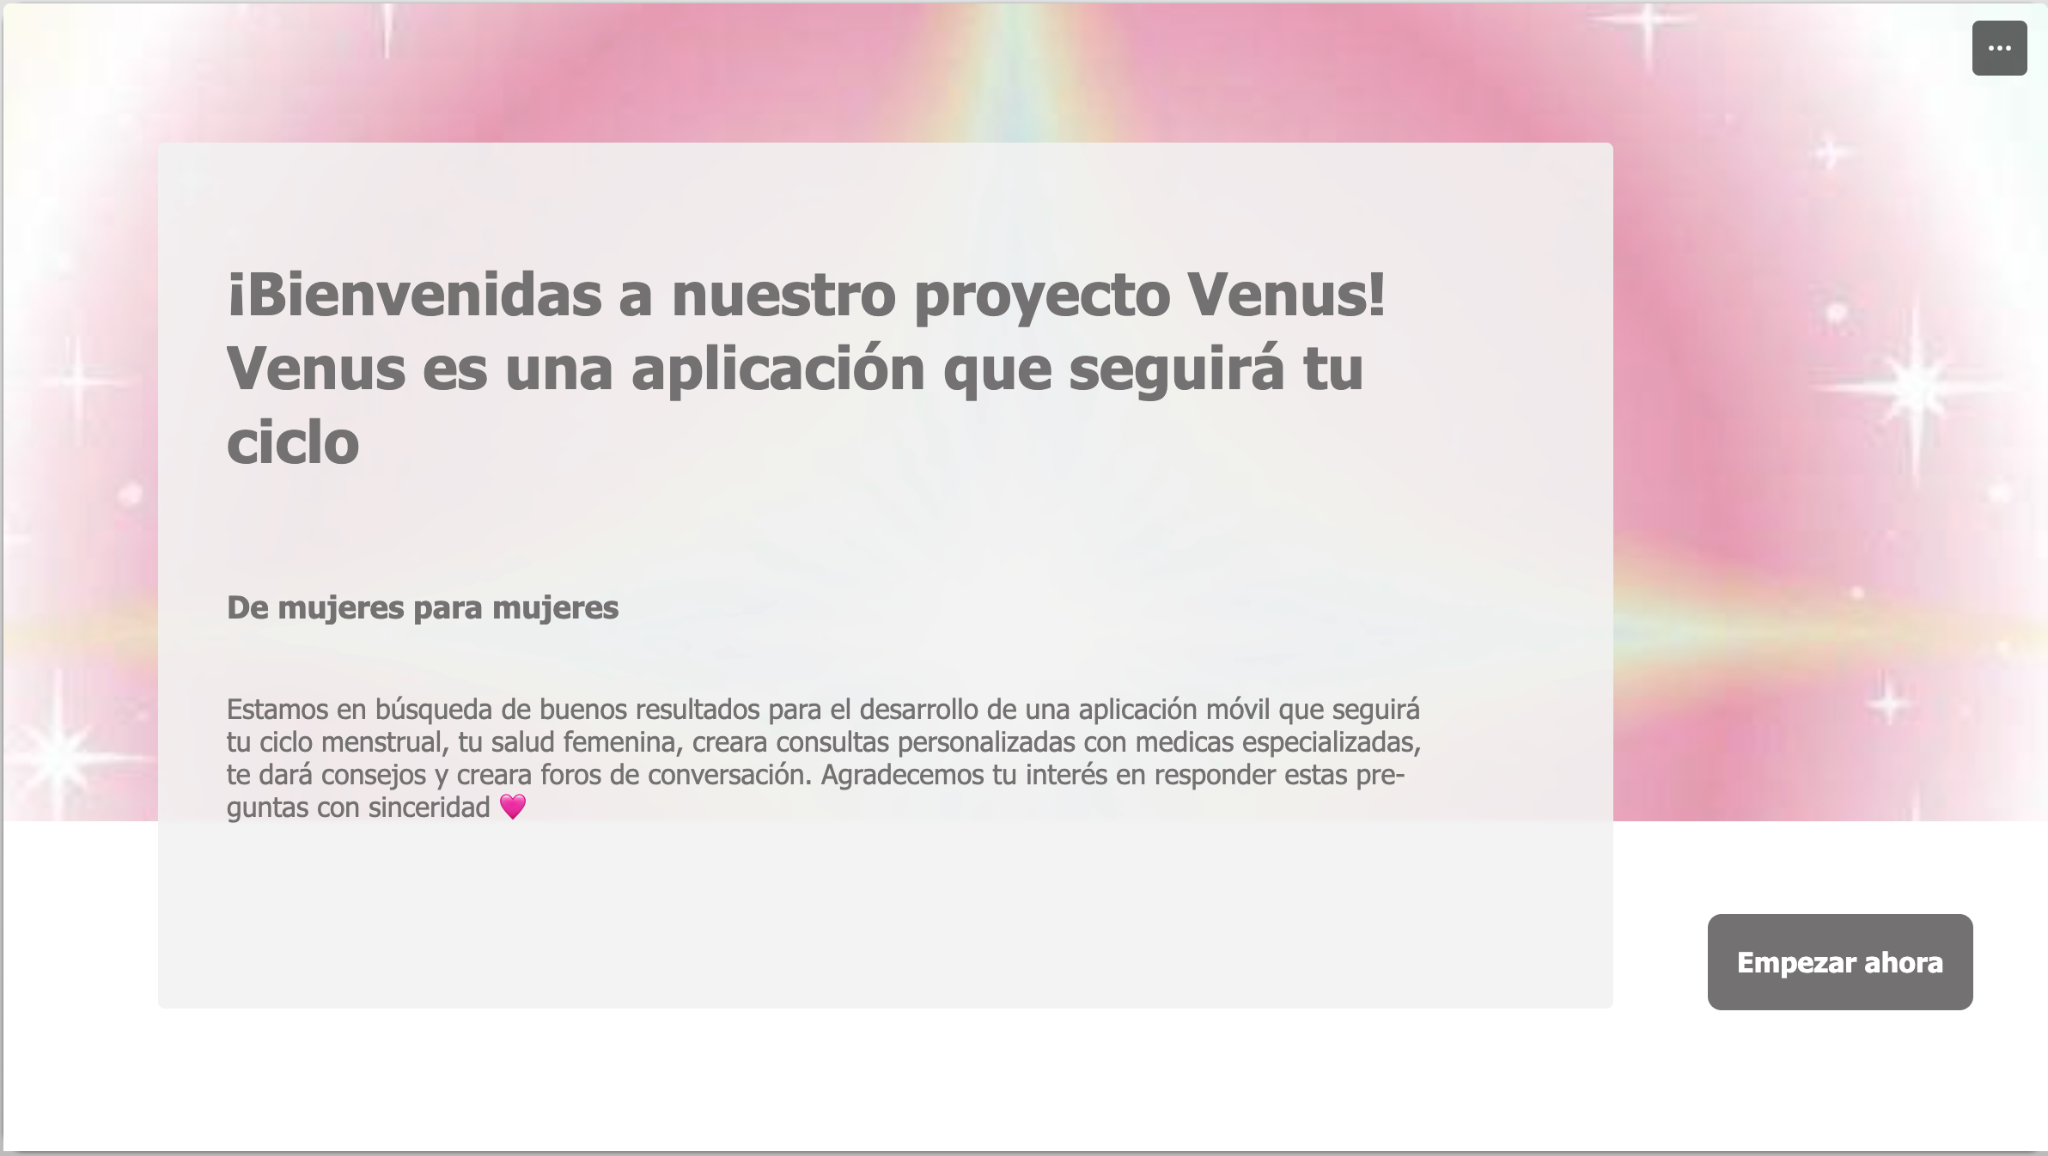 ¡Bienvenidas a nuestro proyecto Venus!
Venus es una aplicación que seguirá tu
ciclo
De mujeres para mujeres
Estamos en búsqueda de buenos resultados para el desarrollo de una aplicación móvil que seguirá
tu ciclo menstrual, tu salud femenina, creara consultas personalizadas con medicas especializadas,
te dará consejos y creara foros de conversación. Agradecemos tu interés en responder estas pre-
guntas con sinceridad 💗
Empezar ahora